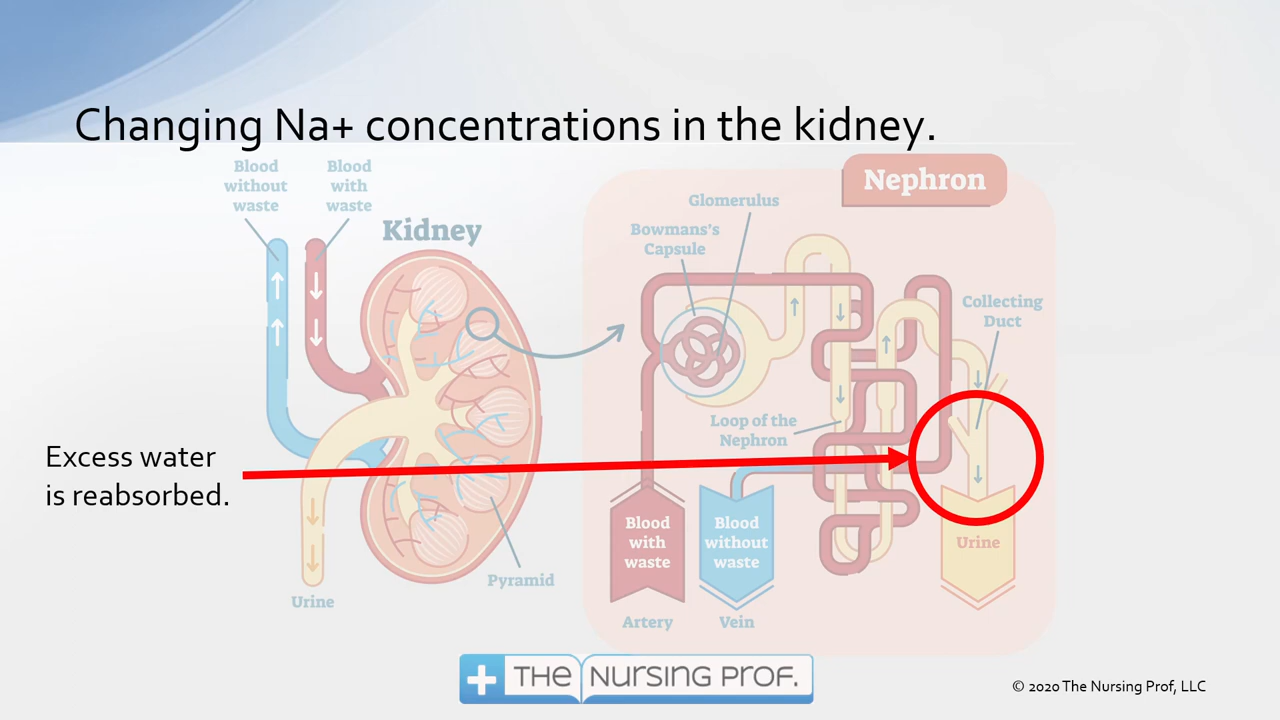 Changing Na+ concentrations in the kidney.
Blood
without
waste
Blood
with
waste
Kidney
Nephron
Glomerulus
Bowmans's
Capsule
Collecting
Duct
Loop of the
Nephron
Excess water
is reabsorbed.
Blood
with
waste
Blood
without
waste
Urine
Pyramid
Urine
Artery
Vein
THE NURSING PROF.
© 2020 The Nursing Prof, LLC